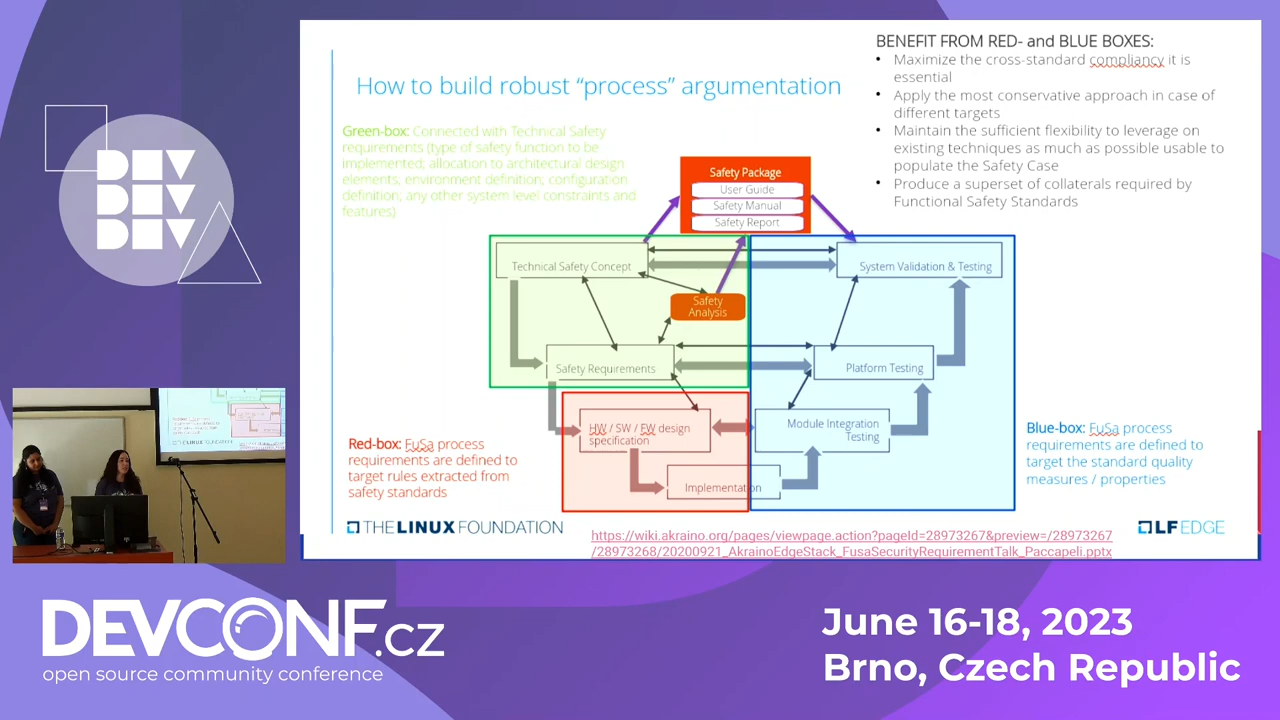 DEV
DEV
DEV
How to build robust “process” argumentation
BENEFIT FROM RED- and BLUE BOXES:
• Maximize the cross-standard compliancy it is
essential
• Apply the most conservative approach in case of
different targets
• Maintain the sufficient flexibility to leverage on
existing techniques as much as possible usable to
populate the Safety Case
• Produce a superset of collaterals required by
Functional Safety Standards
Green-box: Connected with Technical Safety
requirements (type of safety function to be
implemented; allocation to architectural design
elements; environment definition; configuration
definition; any other system level constraints and
features)
Safety Package
User Guide
Safety Manual
Safety Report
Technical Safety Concept
System Validation & Testing
Safety
Analysis
Safety Requirements
Platform Testing
HW / SW / FW design
specification
Module Integration
Testing
Implementation
Red-box: FuSa process
requirements are defined to
target rules extracted from
safety standards
Blue-box: FuSa process
requirements are defined to
target the standard quality
measures / properties
THE LINUX FOUNDATION
https://wiki.akraino.org/pages/viewpage.action?pageId=28973267&preview=/28973267
/28973268/20200921_AkrainoEdgeStack_FusaSecurityRequirementTalk_Paccapeli.pptx
LF EDGE
DEVCONF.cz
open source community conference
June 16-18, 2023
Brno, Czech Republic